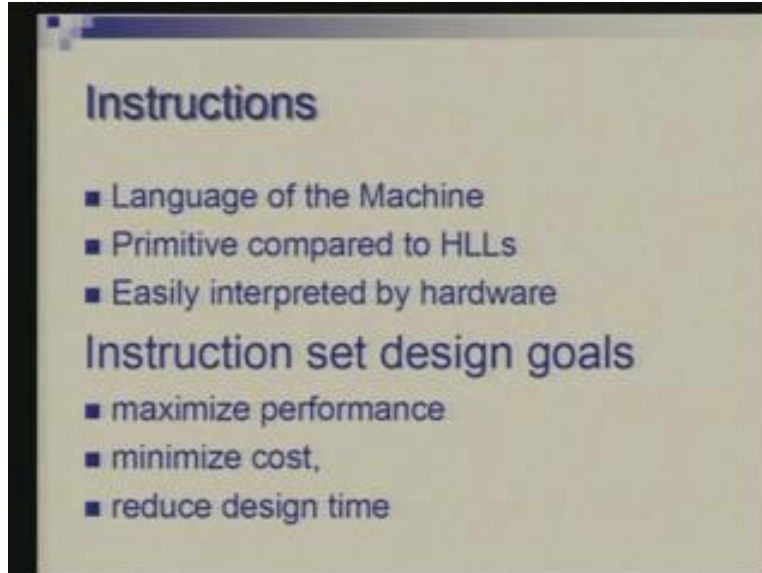 Instructions
Language of the Machine
Primitive compared to HLLs
Easily interpreted by hardware
Instruction set design goals
maximize performance
minimize cost,
reduce design time